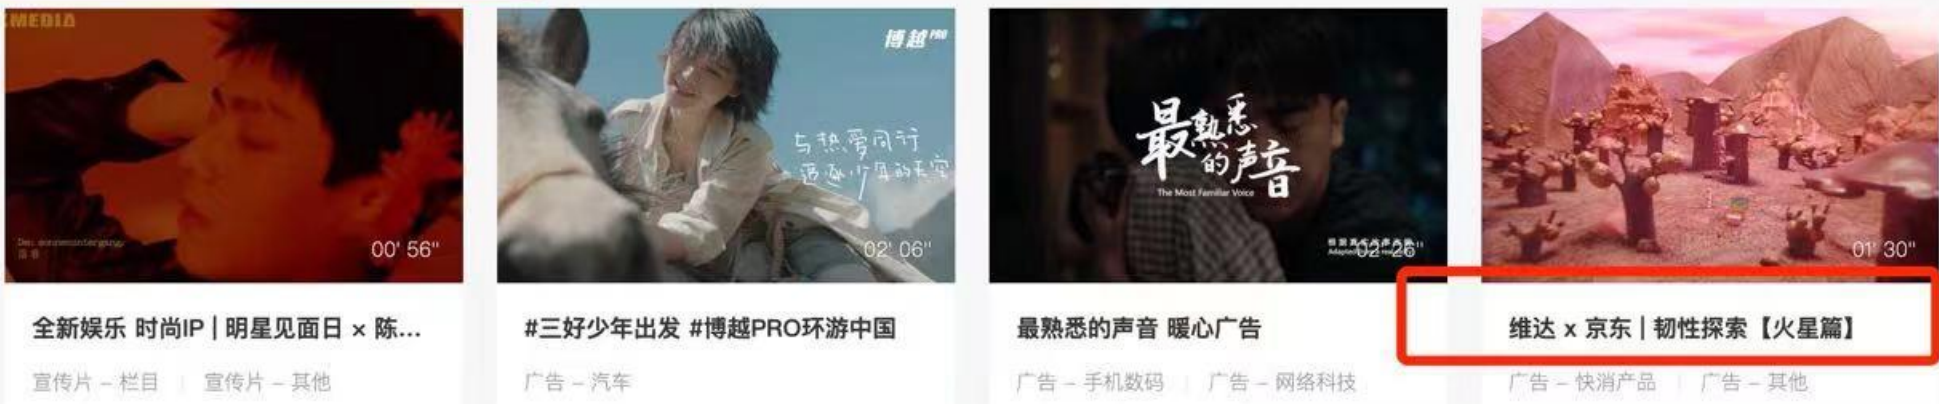 XMEDIA
00' 56"
全新娱乐 时尚IP | 明星见面日 × 陈...
宣传片 – 栏目 | 宣传片 – 其他
博越PRO
与热爱同行
追逐少年的天空
02' 06"
#三好少年出发 #博越PRO环游中国
广告 – 汽车
最熟悉的声音
The Most Familiar Voice
02' 26"
最熟悉的声音 暖心广告
广告 – 手机数码 | 广告 – 网络科技
01' 30"
维达 x 京东 | 韧性探索【火星篇】
广告 – 快消产品 | 广告 – 其他